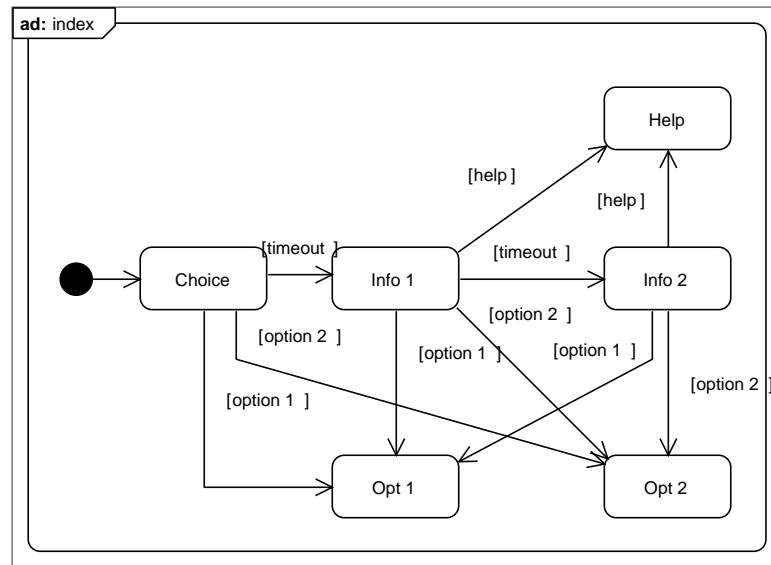 ad: index
Help
[help ]
[help ]
[timeout ]
[timeout ]
Choice
Info 1
Info 2
[option 2 ]
[option 2 ]
[option 1 ]
[option 1 ]
[option 2 ]
[option 1 ]
Opt 1
Opt 2